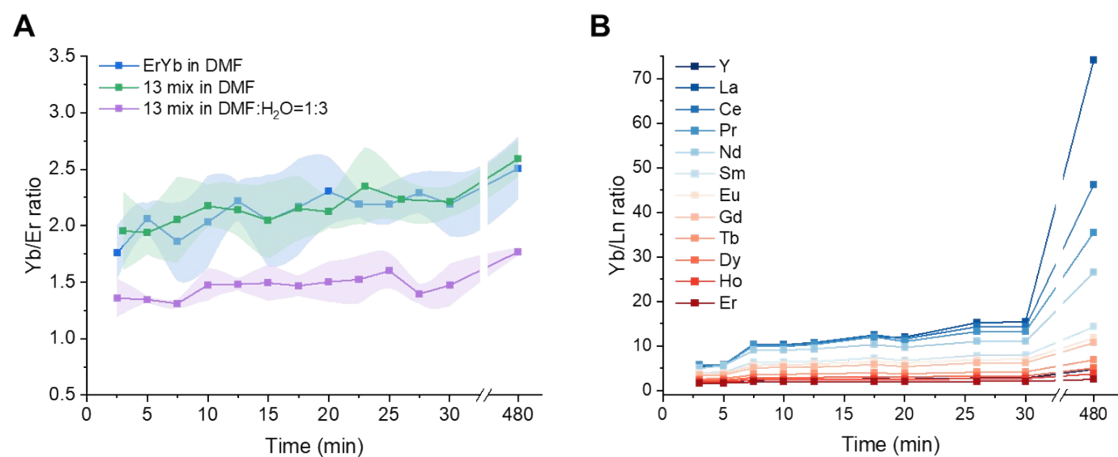 A
3.5
3.0
2.5
2.0
1.5
1.0
0.5
Yb/Er ratio
ErYb in DMF
13 mix in DMF
13 mix in DMF:H₂O=1:3
0 5 10 15 20 25 30 480
Time (min)
B
70
60
50
40
30
20
10
0
Yb/Ln ratio
Y
La
Ce
Pr
Nd
Sm
Eu
Gd
Tb
Dy
Ho
Er
0 5 10 15 20 25 30 480
Time (min)